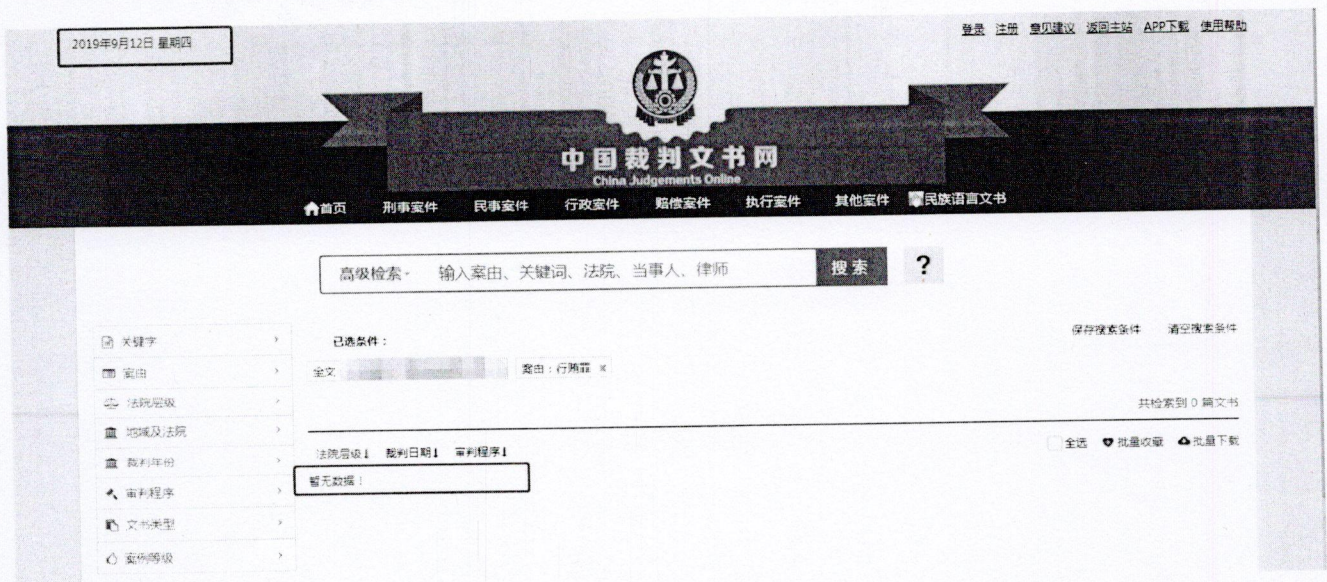 2019年9月12日 星期四
登录 注册 意见建议 返回主站 APP下载 使用帮助
中国裁判文书网
China Judgements Online
首页 刑事案件 民事案件 行政案件 赔偿案件 执行案件 其他案件 民族语言文书
高级检索 输入案由、关键词、法院、当事人、律师 搜索 ?
保存搜索条件 清空搜索条件
关键字
已选条件：
案由
全文 案由：行贿罪 ×
法院层级
共检索到 0 篇文书
地域及法院
全选 批量收藏 批量下载
法院层级↓ 裁判日期↓ 审判程序↓
裁判年份
暂无数据！
审判程序
文书类型
案例等级